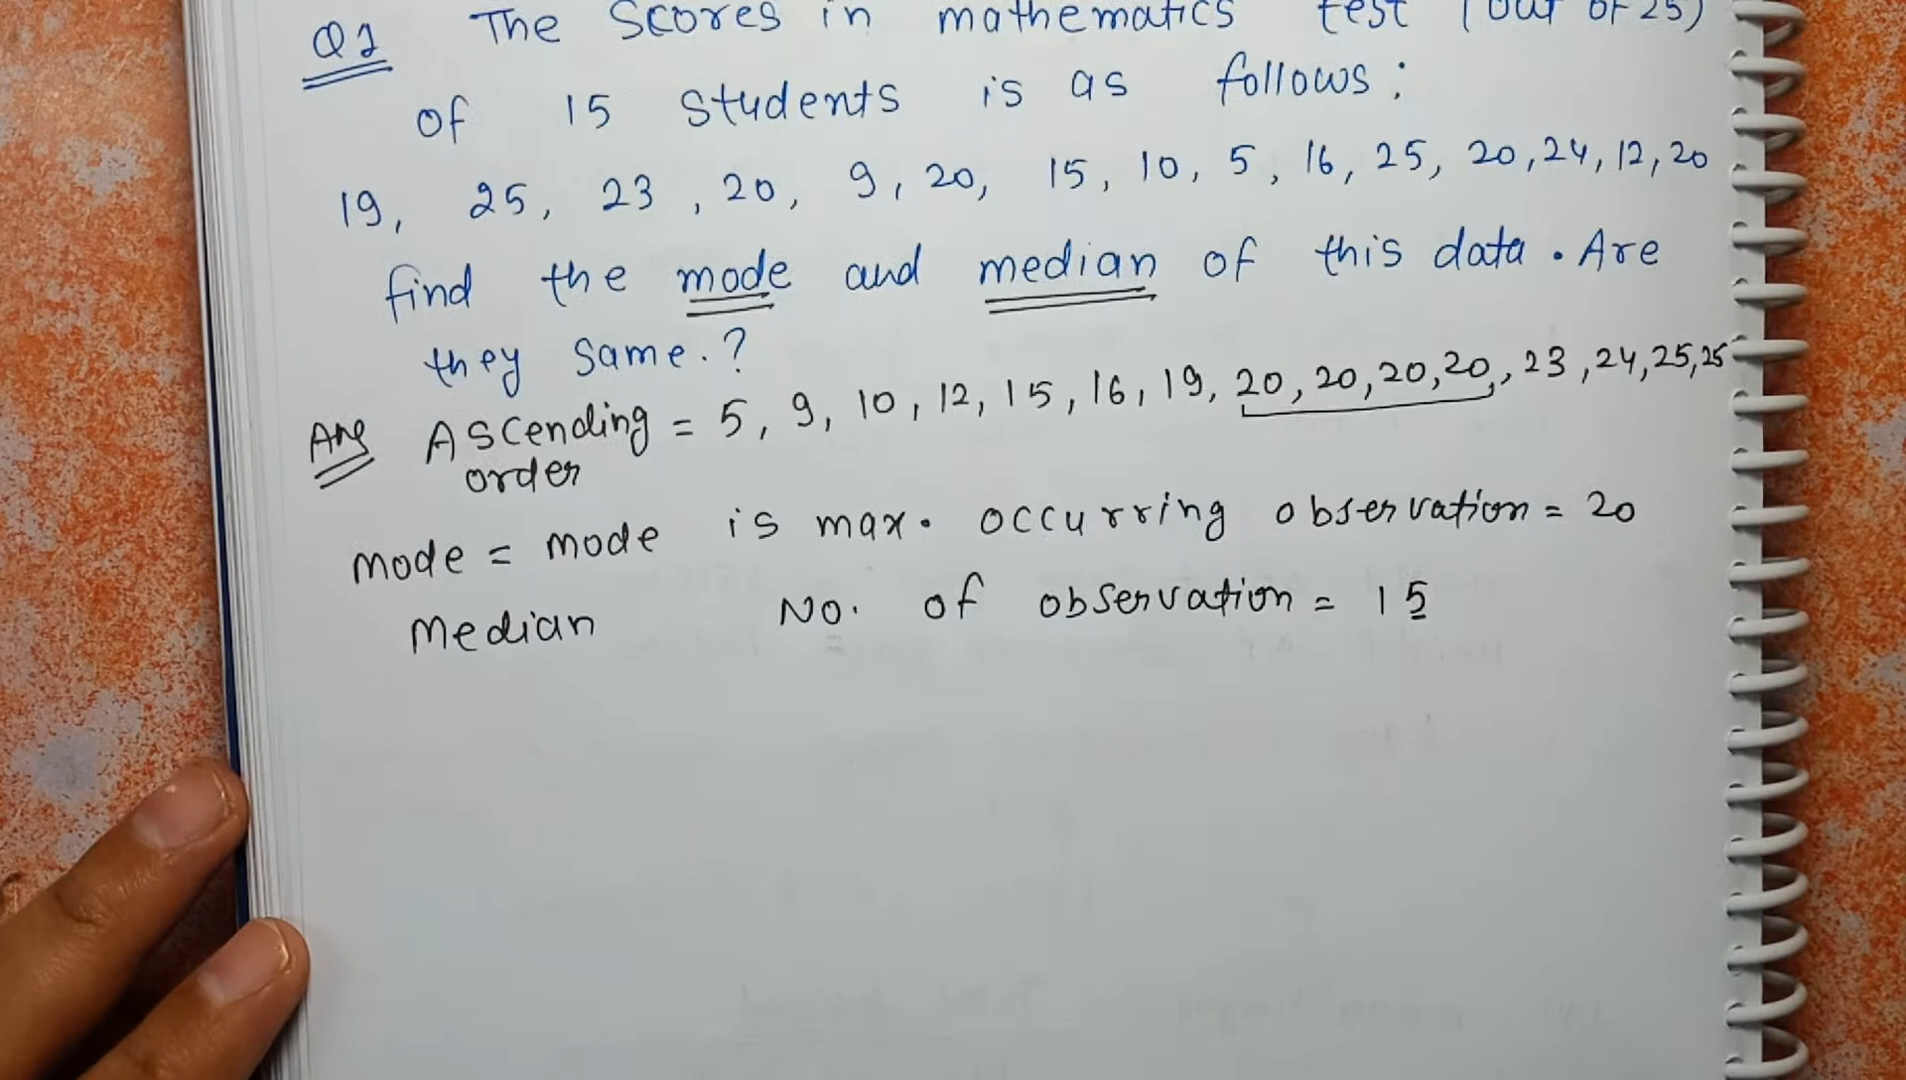 Q1 The Scores in mathematics test (out of 25)
of 15 students is as follows:
19, 25, 23, 20, 9, 20, 15, 10, 5, 16, 25, 20, 24, 12, 20
find the mode and median of this data. Are
they same.?
Ans Ascending = 5, 9, 10, 12, 15, 16, 19, 20, 20, 20, 20, 23, 24, 25, 25
order
mode = mode is max. occurring observation = 20
Median No. of observation = 15